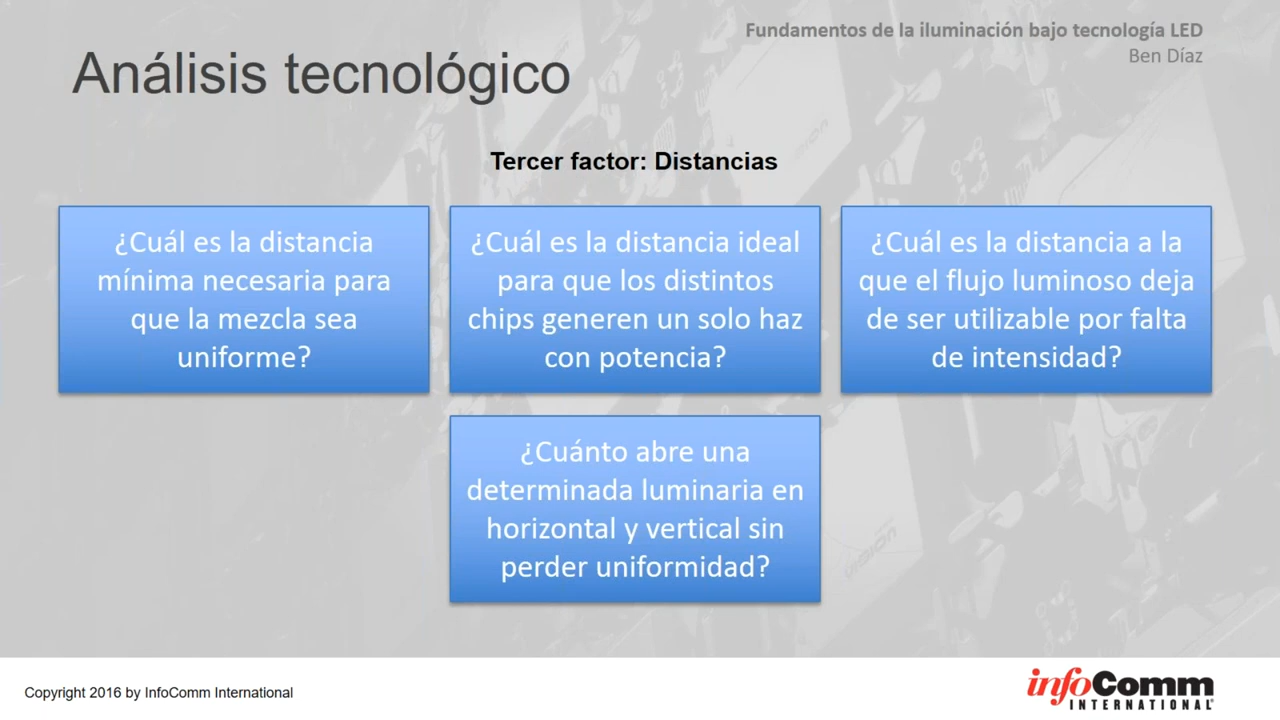 Fundamentos de la iluminación bajo tecnología LED
Ben Díaz
Análisis tecnológico
Tercer factor: Distancias
¿Cuál es la distancia
mínima necesaria para
que la mezcla sea
uniforme?
¿Cuál es la distancia ideal
para que los distintos
chips generen un solo haz
con potencia?
¿Cuál es la distancia a la
que el flujo luminoso deja
de ser utilizable por falta
de intensidad?
¿Cuánto abre una
determinada luminaria en
horizontal y vertical sin
perder uniformidad?
VISION
Copyright 2016 by InfoComm International
infoComm
INTERNATIONAL®